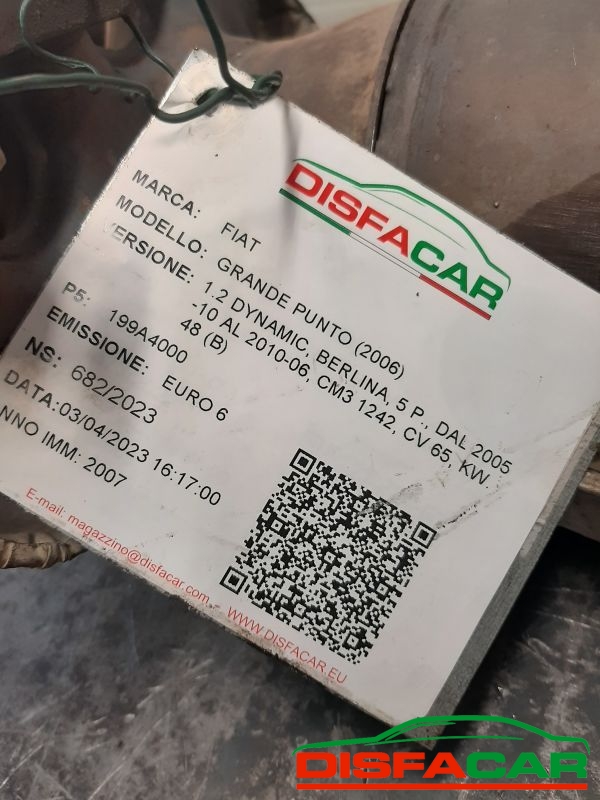 DISFACAR
MARCA: FIAT
MODELLO: GRANDE PUNTO (2006)
ERSIONE: 1.2 DYNAMIC, BERLINA, 5 P., DAL 2005
-10 AL 2010-06, CM3 1242, CV 65, KW
48 (B)
P5: 199A4000
EMISSIONE: EURO 6
NS: 682/2023
DATA:03/04/2023 16:17:00
NNO IMM: 2007
E-mail: magazzino@disfacar.com - WWW.DISFACAR.EU
DISFACAR